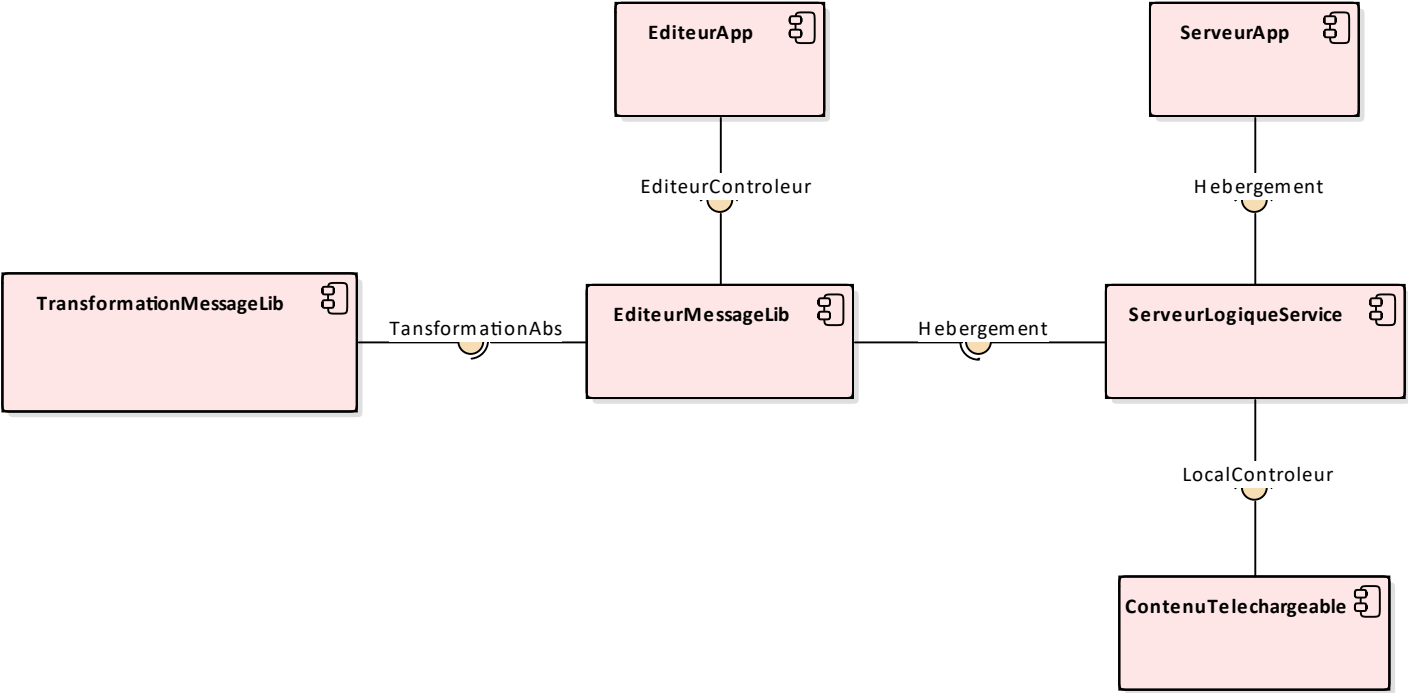 EditeurApp
ServeurApp
EditeurControleur
Hebergement
TransformationMessageLib
TansformationAbs
EditeurMessageLib
Hebergement
ServeurLogiqueService
LocalControleur
ContenuTelechargeable